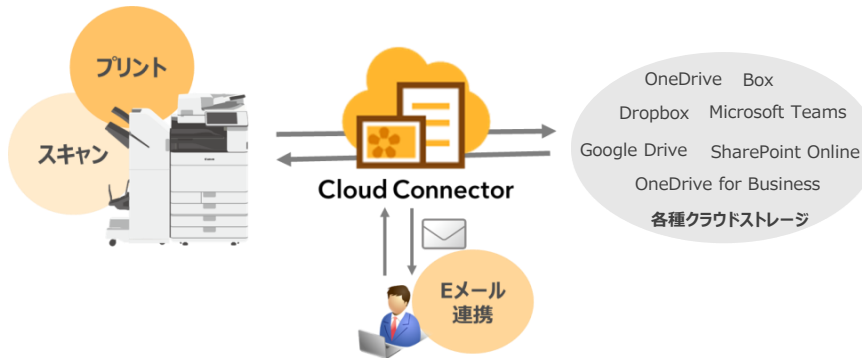 プリント
スキャン
Cloud Connector
Eメール
連携
OneDrive Box
Dropbox Microsoft Teams
Google Drive SharePoint Online
OneDrive for Business
各種クラウドストレージ